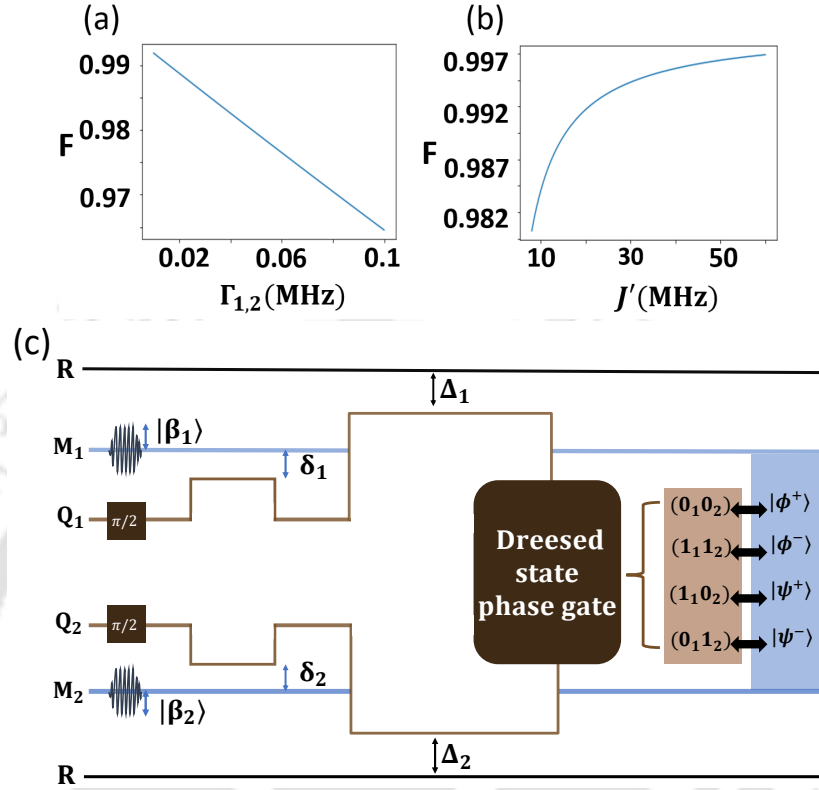 (a)
F
0.99
0.98
0.97
0.02
0.06
0.1
Γ₁,₂(MHz)
(b)
F
0.997
0.992
0.987
0.982
10
30
50
J′(MHz)
(c)
R
Δ₁
|β₁⟩
M₁
δ₁
Q₁
π/2
Dreesed
state
phase gate
(0₁0₂)
|ϕ⁺⟩
(1₁1₂)
|ϕ⁻⟩
(1₁0₂)
|ψ⁺⟩
(0₁1₂)
|ψ⁻⟩
Q₂
π/2
M₂
δ₂
|β₂⟩
Δ₂
R